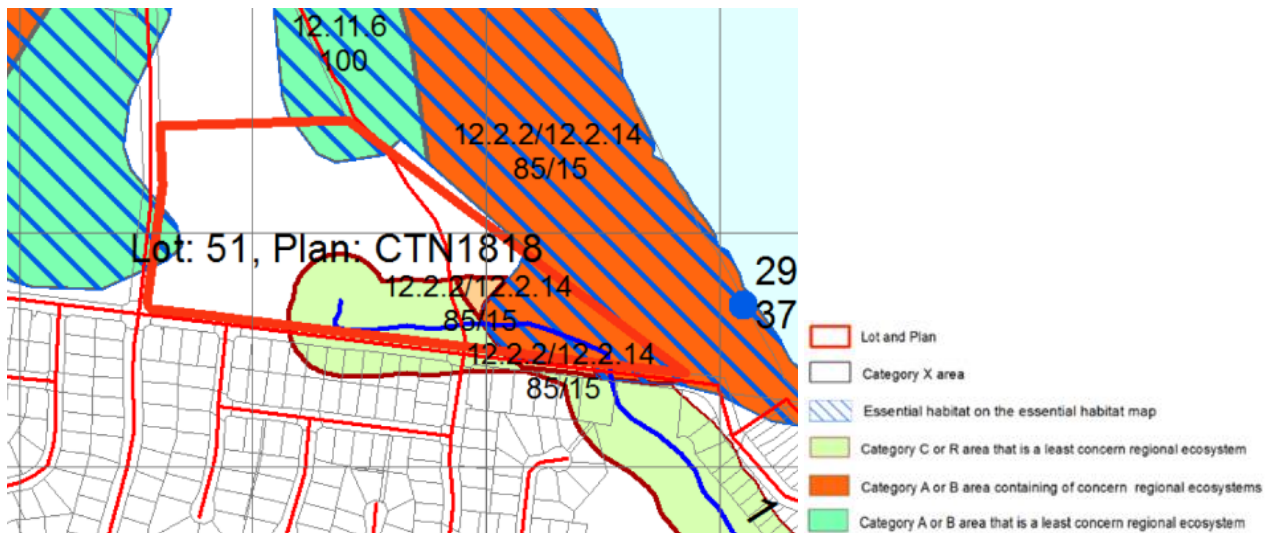 12.11.6
100
12.2.2/12.2.14
85/15
Lot: 51, Plan: CTN1818
12.2.2/12.2.14
85/15
12.2.2/12.2.14
85/15
29
37
1
Lot and Plan
Category X area
Essential habitat on the essential habitat map
Category C or R area that is a least concern regional ecosystem
Category A or B area containing of concern regional ecosystems
Category A or B area that is a least concern regional ecosystem